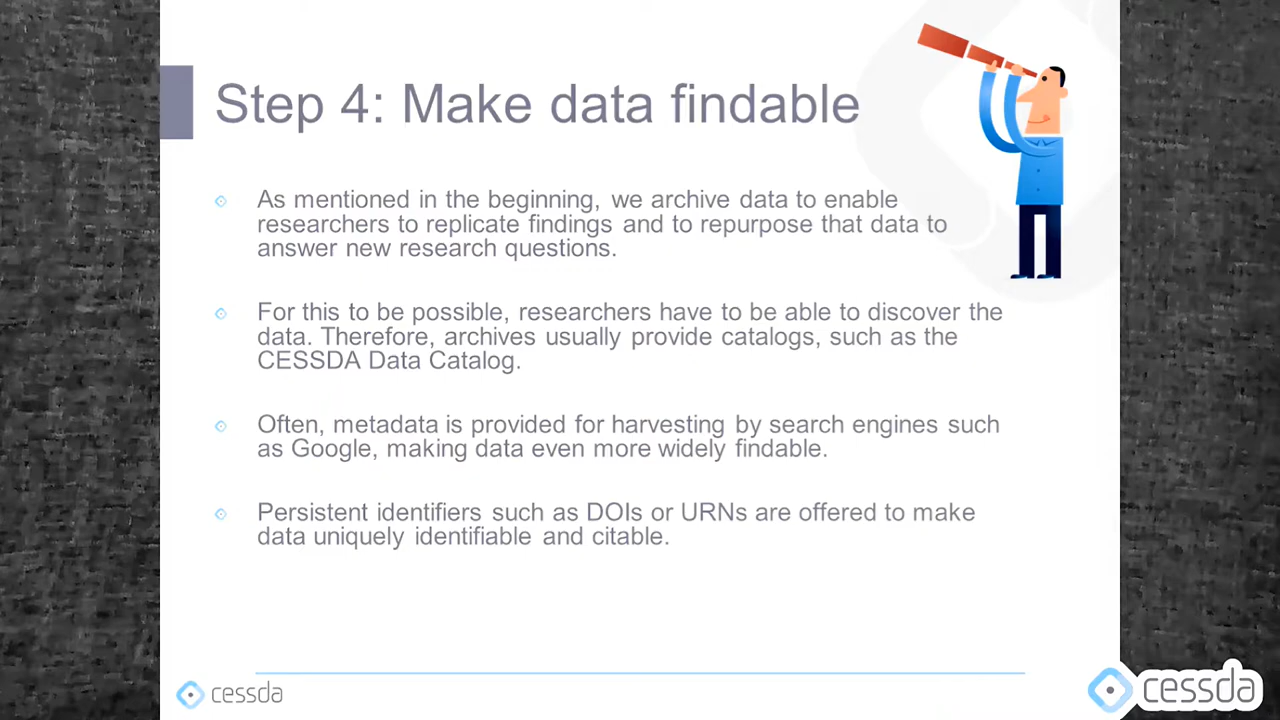 Step 4: Make data findable
As mentioned in the beginning, we archive data to enable
researchers to replicate findings and to repurpose that data to
answer new research questions.
For this to be possible, researchers have to be able to discover the
data. Therefore, archives usually provide catalogs, such as the
CESSDA Data Catalog.
Often, metadata is provided for harvesting by search engines such
as Google, making data even more widely findable.
Persistent identifiers such as DOIs or URNs are offered to make
data uniquely identifiable and citable.
cessda
cessda